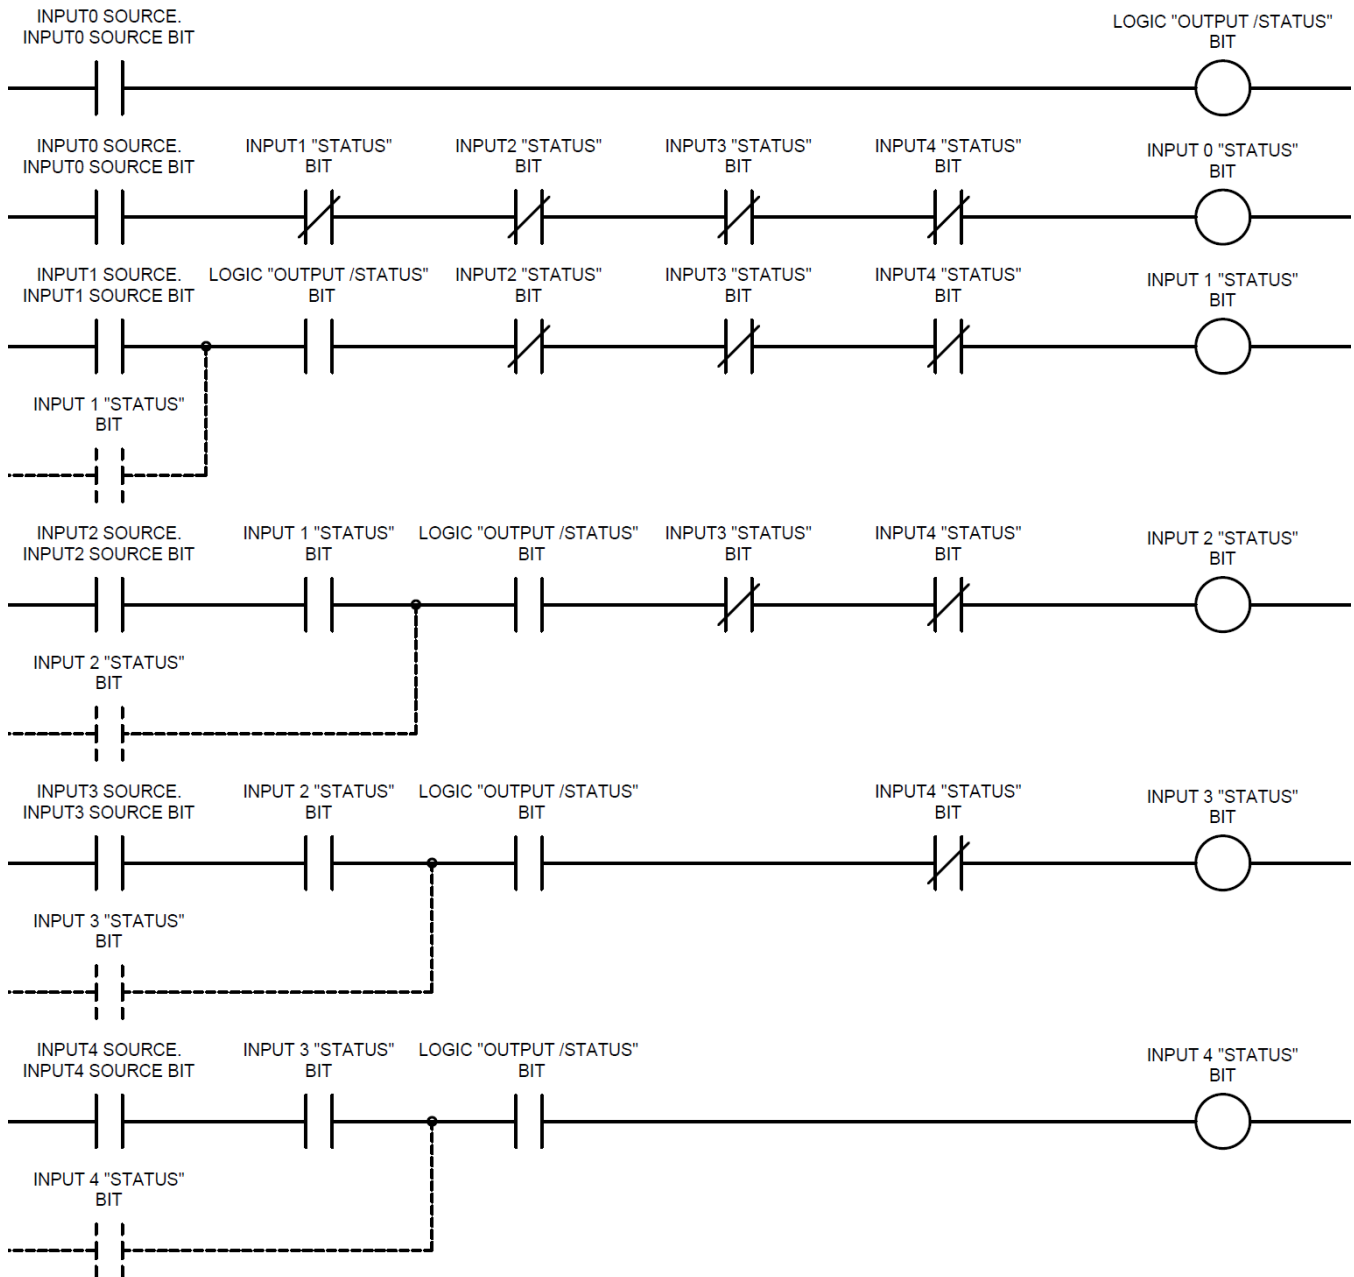 INPUT0 SOURCE.
INPUT0 SOURCE BIT
LOGIC "OUTPUT /STATUS"
BIT
INPUT0 SOURCE.
INPUT0 SOURCE BIT
INPUT1 "STATUS"
BIT
INPUT2 "STATUS"
BIT
INPUT3 "STATUS"
BIT
INPUT4 "STATUS"
BIT
INPUT 0 "STATUS"
BIT
INPUT1 SOURCE.
INPUT1 SOURCE BIT
LOGIC "OUTPUT /STATUS"
BIT
INPUT2 "STATUS"
BIT
INPUT3 "STATUS"
BIT
INPUT4 "STATUS"
BIT
INPUT 1 "STATUS"
BIT
INPUT 1 "STATUS"
BIT
INPUT2 SOURCE.
INPUT2 SOURCE BIT
INPUT 1 "STATUS"
BIT
LOGIC "OUTPUT /STATUS"
BIT
INPUT3 "STATUS"
BIT
INPUT4 "STATUS"
BIT
INPUT 2 "STATUS"
BIT
INPUT 2 "STATUS"
BIT
INPUT3 SOURCE.
INPUT3 SOURCE BIT
INPUT 2 "STATUS"
BIT
LOGIC "OUTPUT /STATUS"
BIT
INPUT4 "STATUS"
BIT
INPUT 3 "STATUS"
BIT
INPUT 3 "STATUS"
BIT
INPUT4 SOURCE.
INPUT4 SOURCE BIT
INPUT 3 "STATUS"
BIT
LOGIC "OUTPUT /STATUS"
BIT
INPUT 4 "STATUS"
BIT
INPUT 4 "STATUS"
BIT